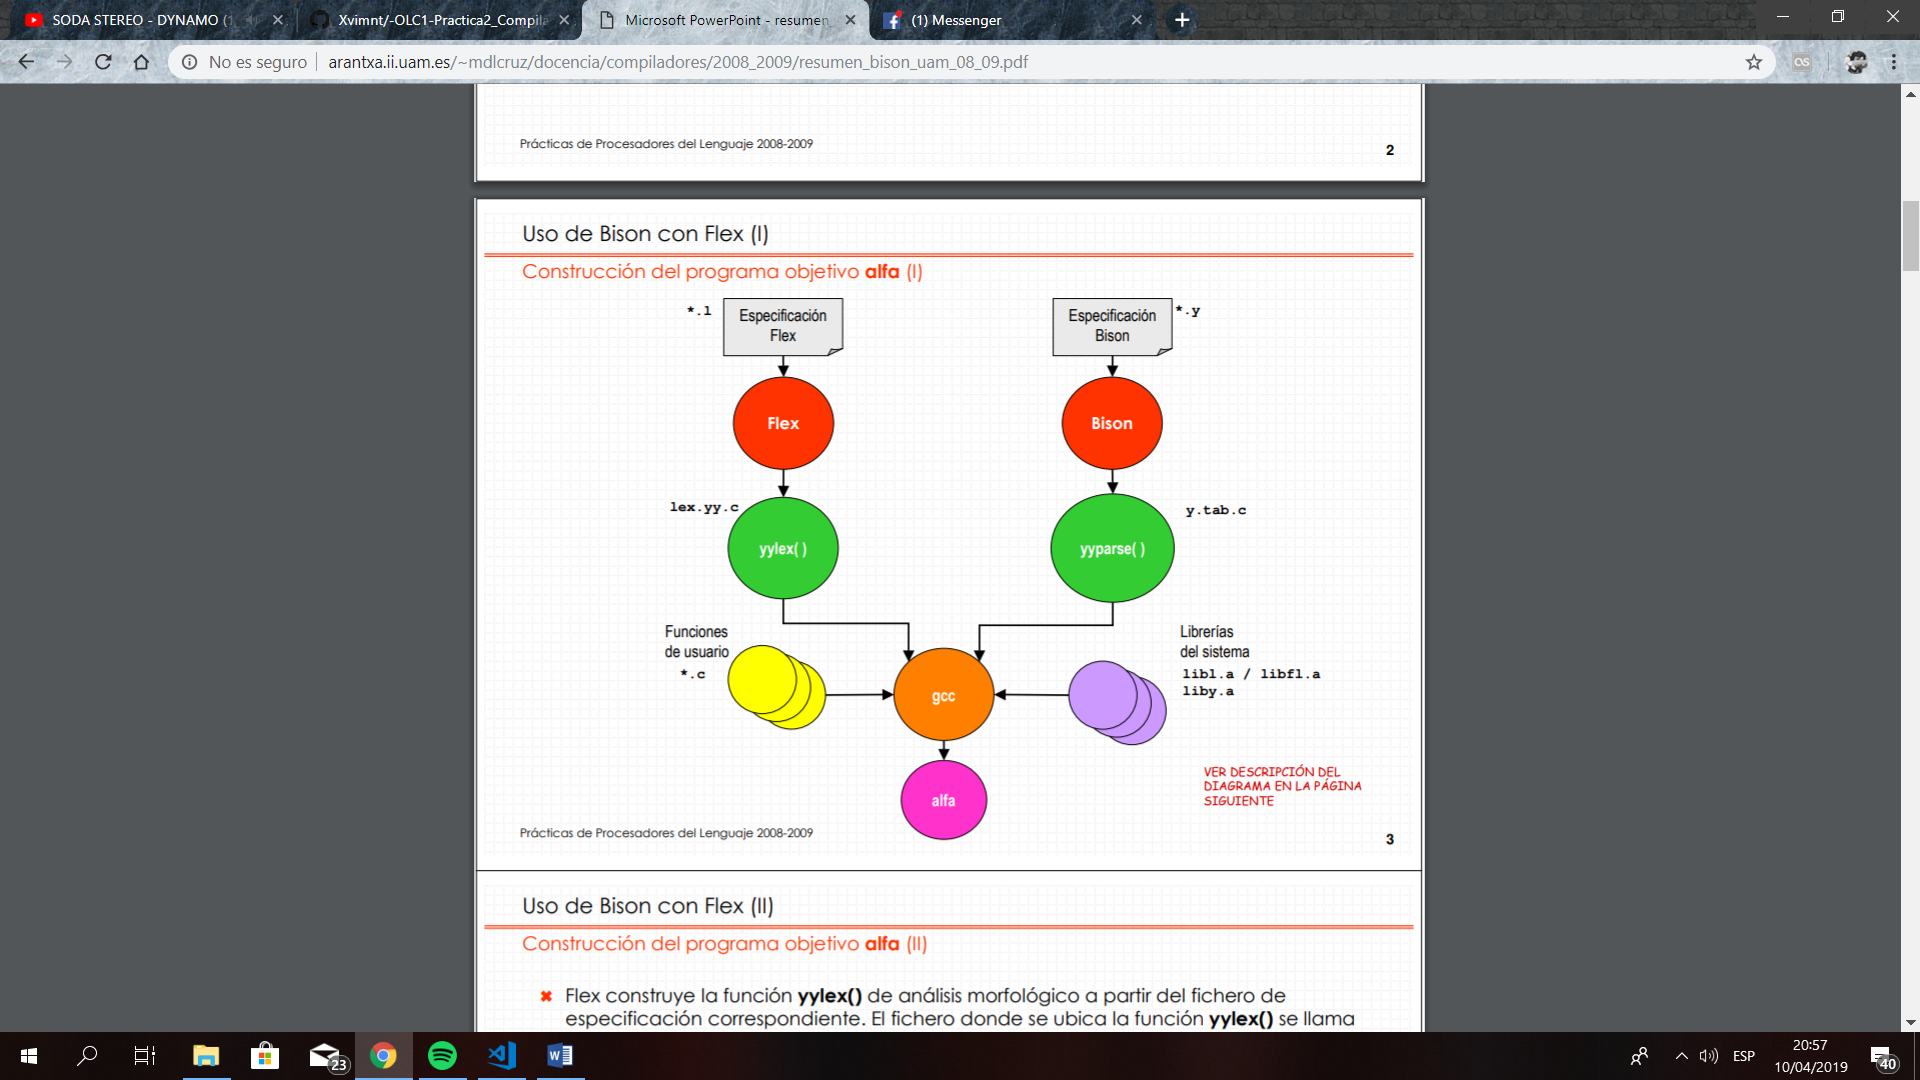 SODA STEREO - DYNAMO (
Xvimnt/-OLC1-Practica2_Compila
Microsoft PowerPoint - resumen_
(1) Messenger
No es seguro
arantxa.ii.uam.es/~mdlcruz/docencia/compiladores/2008_2009/resumen_bison_uam_08_09.pdf
Prácticas de Procesadores del Lenguaje 2008-2009
2
Uso de Bison con Flex (I)
Construcción del programa objetivo alfa (I)
*.l
Especificación
Flex
Especificación
Bison
*.y
Flex
Bison
lex.yy.c
yylex( )
y.tab.c
yyparse( )
Funciones
de usuario
*.c
Librerías
del sistema
libl.a / libfl.a
liby.a
gcc
alfa
VER DESCRIPCIÓN DEL
DIAGRAMA EN LA PÁGINA
SIGUIENTE
Prácticas de Procesadores del Lenguaje 2008-2009
3
Uso de Bison con Flex (II)
Construcción del programa objetivo alfa (II)
Flex construye la función yylex() de análisis morfológico a partir del fichero de
especificación correspondiente. El fichero donde se ubica la función yylex() se llama
23
ESP
20:57
10/04/2019
40